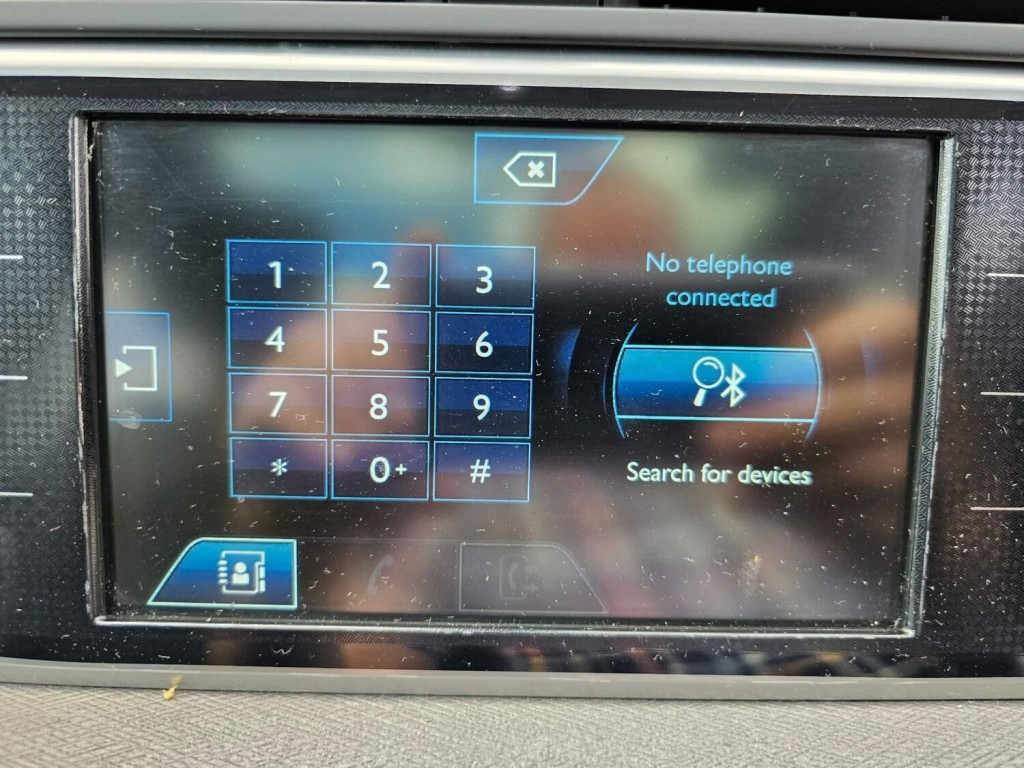 1 2 3
4 5 6
7 8 9
* 0+ #
No telephone
connected
Search for devices